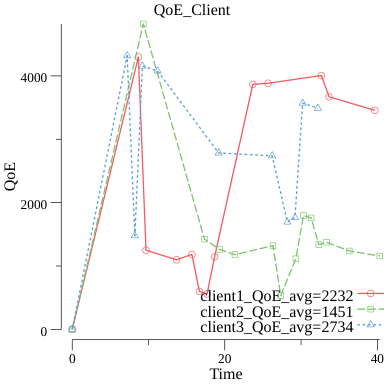 QoE_Client
QoE
4000
2000
0
client1_QoE_avg=2232
client2_QoE_avg=1451
client3_QoE_avg=2734
0
20
40
Time